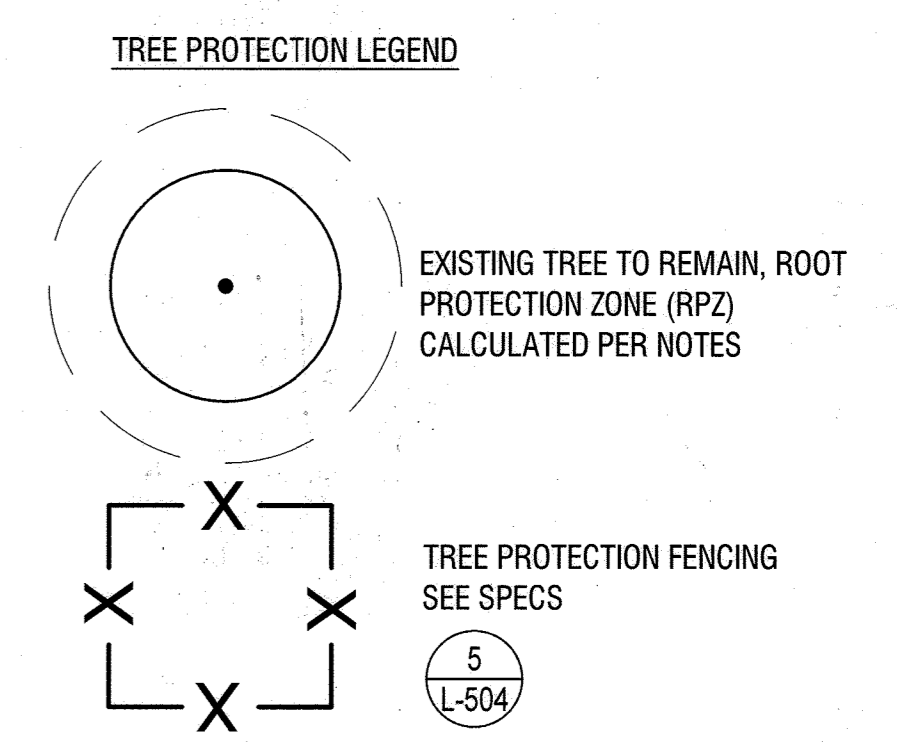 TREE PROTECTION LEGEND
EXISTING TREE TO REMAIN, ROOT
PROTECTION ZONE (RPZ)
CALCULATED PER NOTES
X
X
X
X
TREE PROTECTION FENCING
SEE SPECS
5
L-504